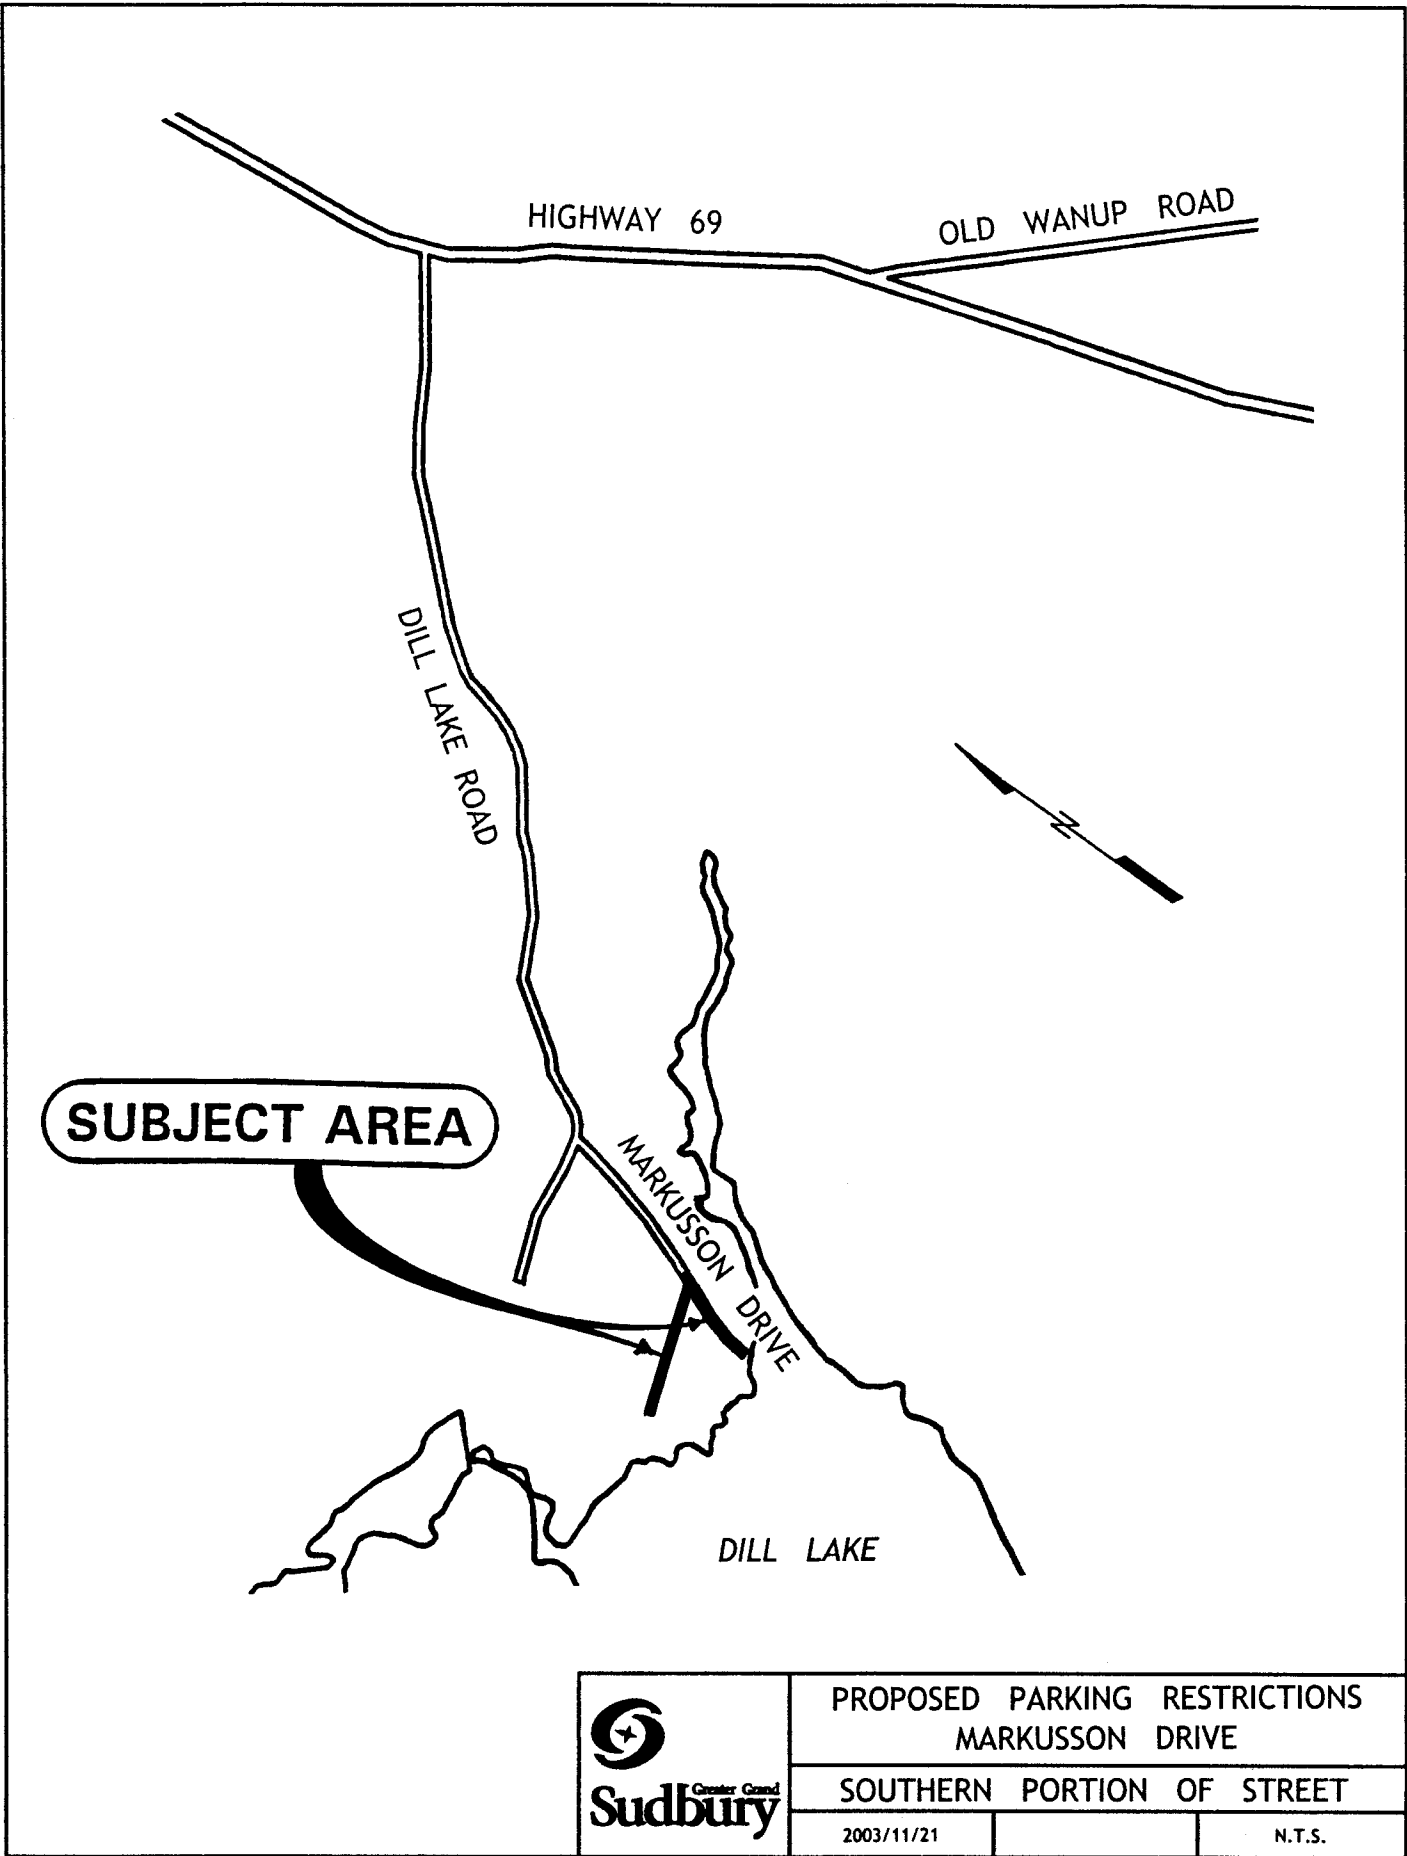 HIGHWAY 69
OLD WANUP ROAD
DILL LAKE ROAD
N
SUBJECT AREA
MARKUSSON DRIVE
DILL LAKE
Greater Grand
Sudbury
PROPOSED PARKING RESTRICTIONS
MARKUSSON DRIVE
SOUTHERN PORTION OF STREET
2003/11/21
N.T.S.